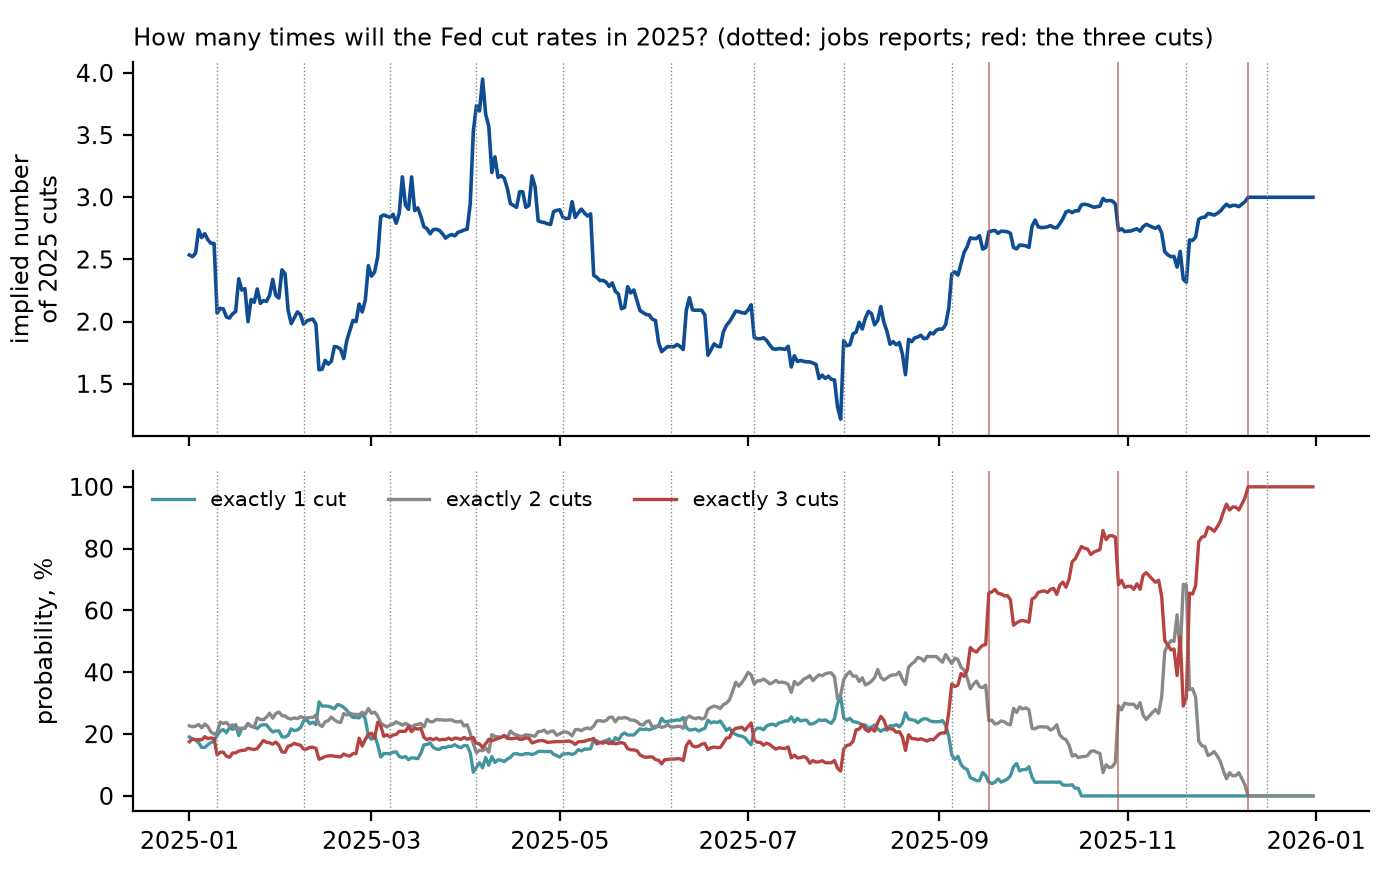 How many times will the Fed cut rates in 2025? (dotted: jobs reports; red: the three cuts)
implied number
of 2025 cuts
4.0
3.5
3.0
2.5
2.0
1.5
probability, %
100
80
60
40
20
0
exactly 1 cut
exactly 2 cuts
exactly 3 cuts
2025-01
2025-03
2025-05
2025-07
2025-09
2025-11
2026-01